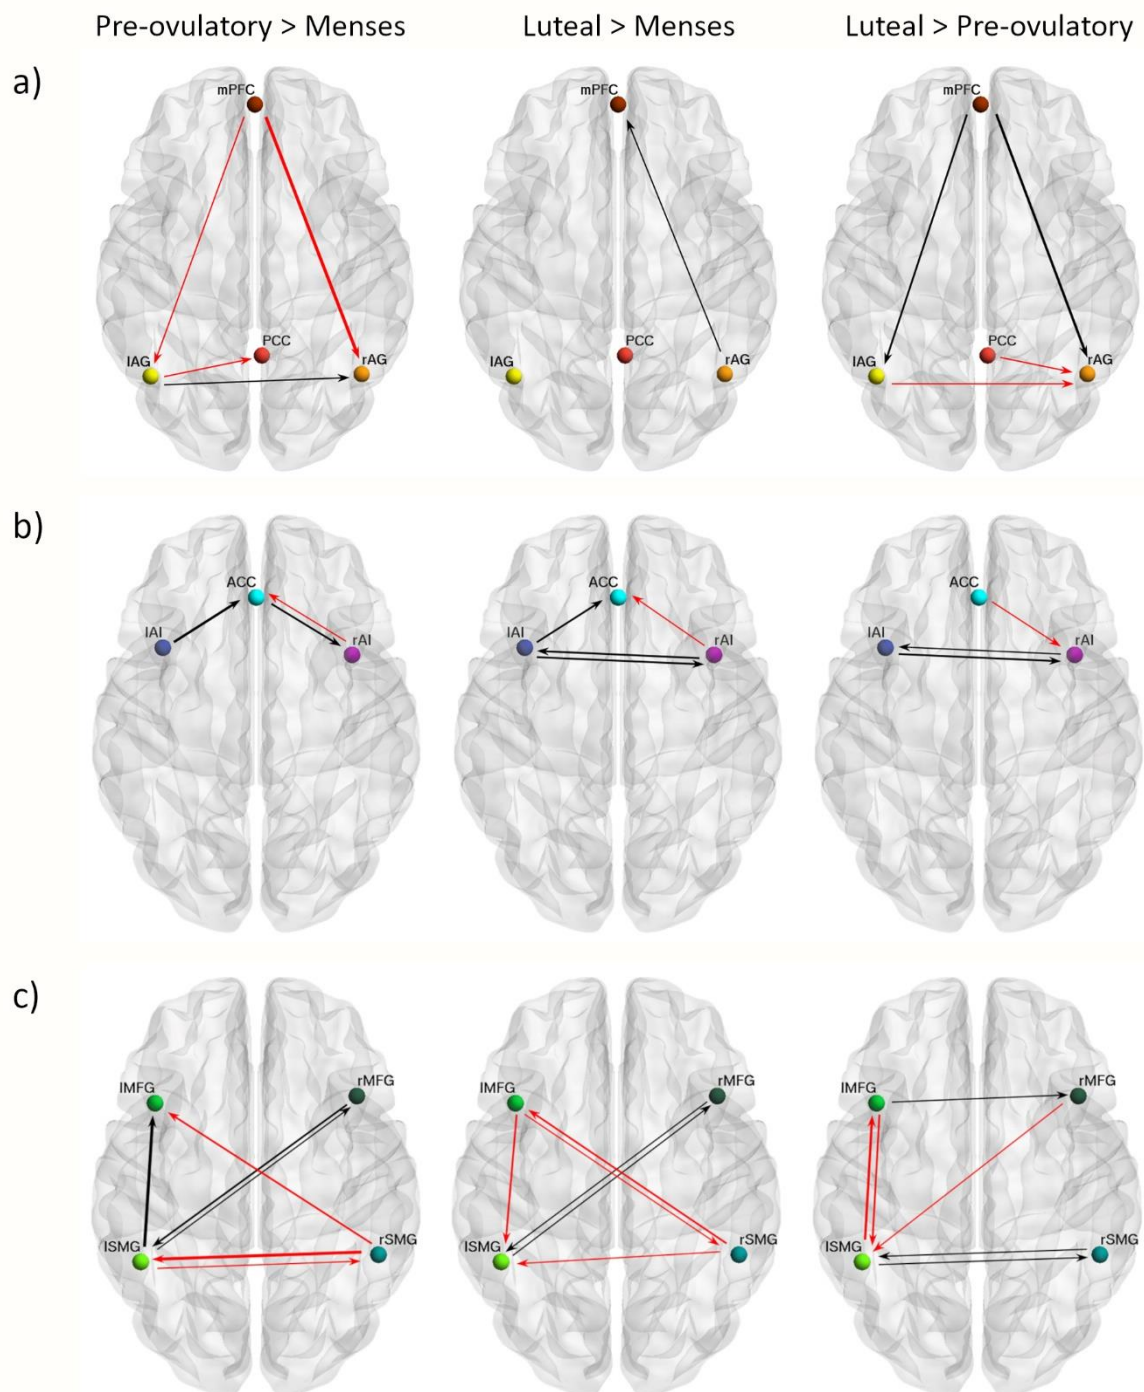 Pre-ovulatory > Menses
Luteal > Menses
Luteal > Pre-ovulatory
a)
mPFC
mPFC
mPFC
PCC
PCC
PCC
lAG
rAG
lAG
rAG
lAG
rAG
b)
ACC
ACC
ACC
lAI
rAI
lAI
rAI
lAI
rAI
c)
lMFG
rMFG
lMFG
rMFG
lMFG
rMFG
lSMG
rSMG
lSMG
rSMG
lSMG
rSMG